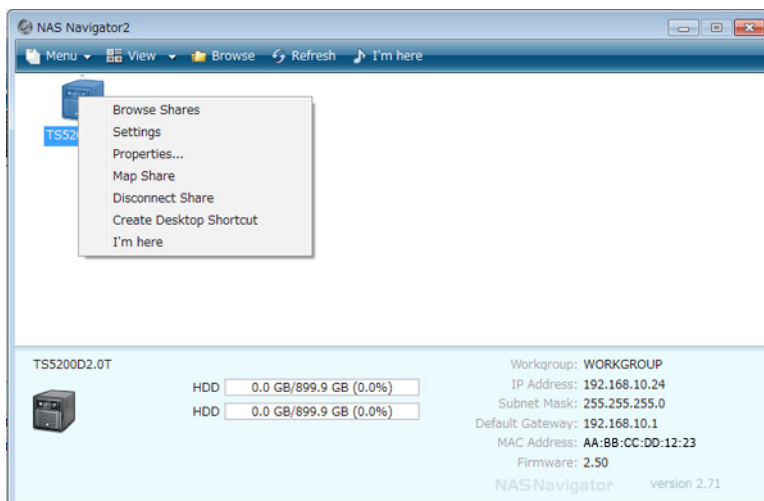 NAS Navigator2
Menu View Browse Refresh I'm here
TS52
Browse Shares
Settings
Properties...
Map Share
Disconnect Share
Create Desktop Shortcut
I'm here
TS5200D2.0T
HDD 0.0 GB/899.9 GB (0.0%)
HDD 0.0 GB/899.9 GB (0.0%)
Workgroup: WORKGROUP
IP Address: 192.168.10.24
Subnet Mask: 255.255.255.0
Default Gateway: 192.168.10.1
MAC Address: AA:BB:CC:DD:12:23
Firmware: 2.50
NAS Navigator version 2.71